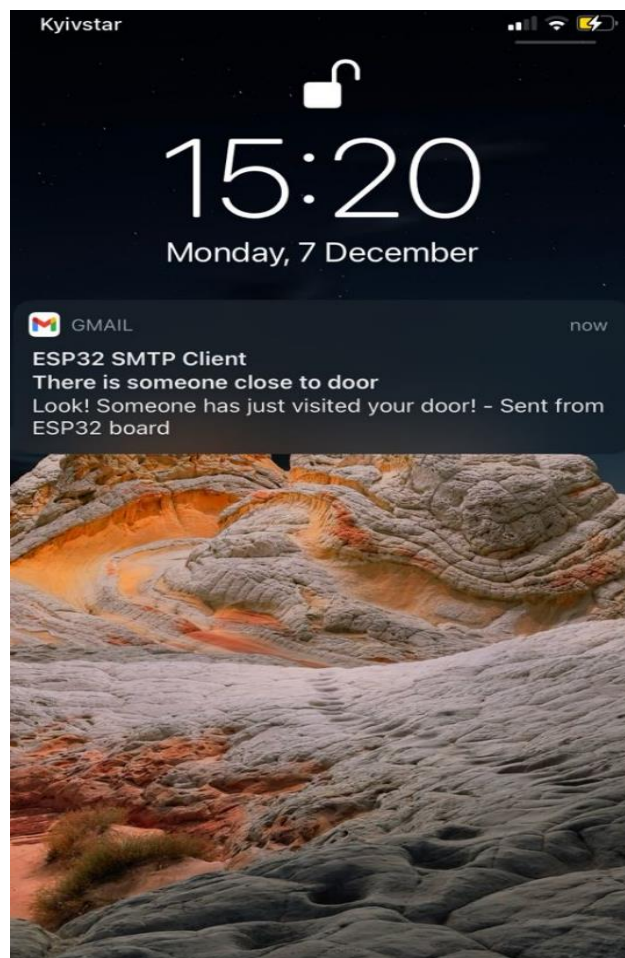 Kyivstar
15:20
Monday, 7 December
GMAIL now
ESP32 SMTP Client
There is someone close to door
Look! Someone has just visited your door! - Sent from
ESP32 board